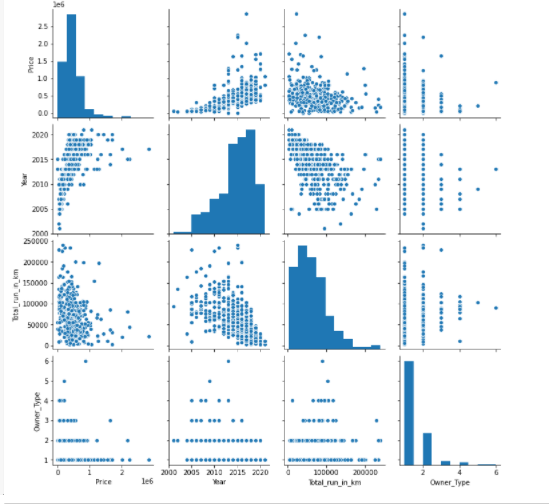 1e6
2.5
2.0
1.5
1.0
0.5
0.0
Price
2020
2015
2010
2005
2000
Year
250000
200000
150000
100000
50000
0
Total_run_in_km
6
5
4
3
2
1
Owner_Type
0 1 2 1e6
Price
2000 2005 2010 2015 2020
Year
0 100000 200000
Total_run_in_km
2 4 6
Owner_Type